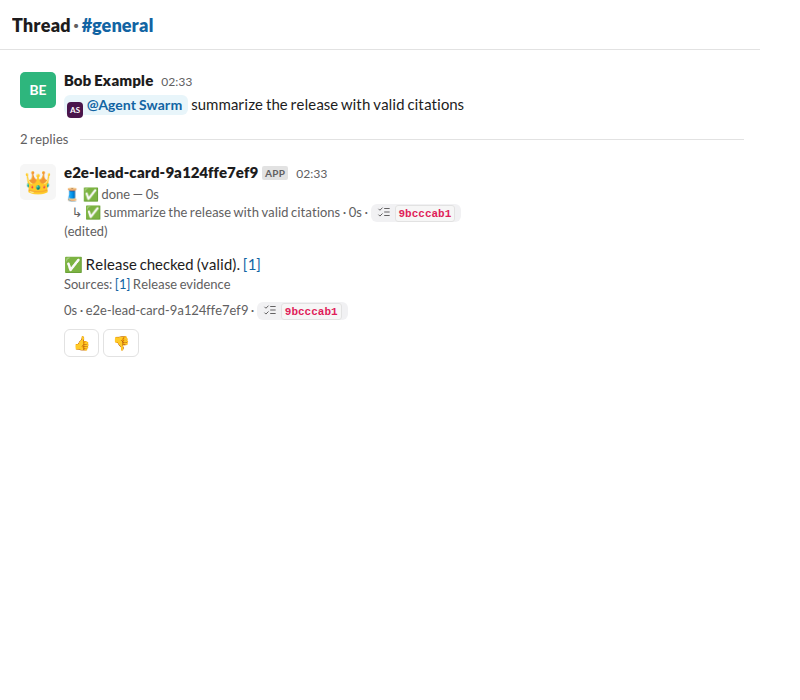 Thread · #general
BE
Bob Example 02:33
AS @Agent Swarm summarize the release with valid citations
2 replies
e2e-lead-card-9a124ffe7ef9 APP 02:33
🧵 ✅ done — 0s
↳ ✅ summarize the release with valid citations · 0s · 9bcccab1
(edited)
✅ Release checked (valid). [1]
Sources: [1] Release evidence
0s · e2e-lead-card-9a124ffe7ef9 · 9bcccab1
👍 👎